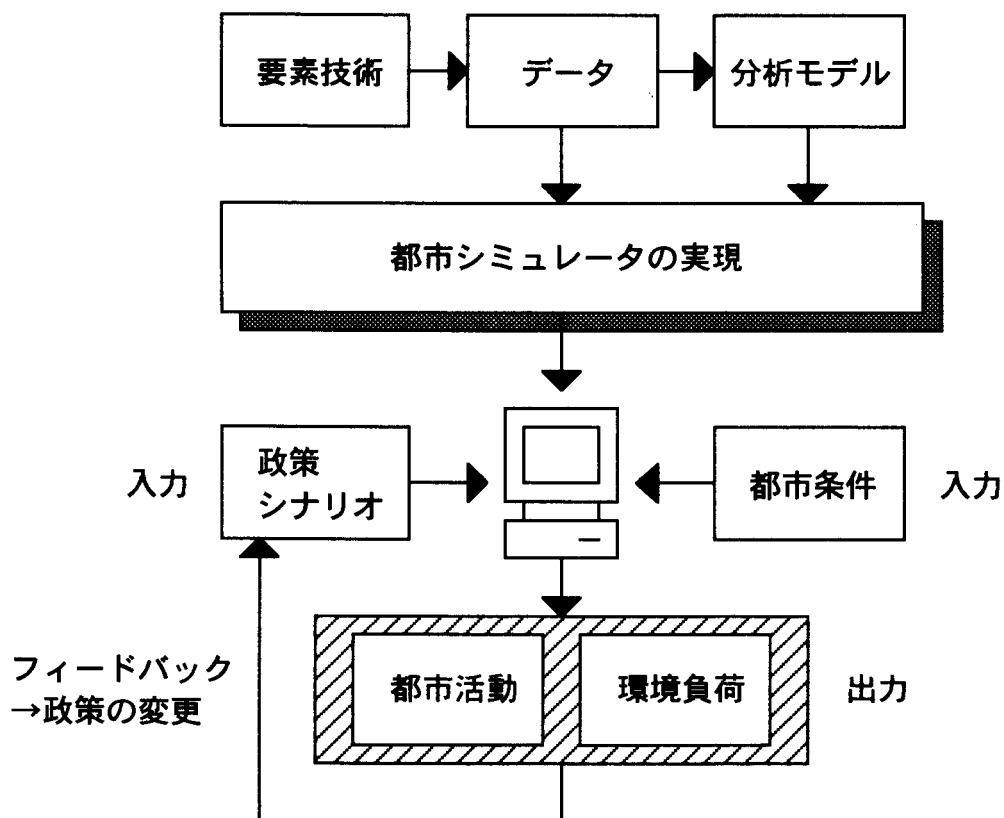 要素技術
データ
分析モデル
都市シミュレータの実現
入力
政策
シナリオ
都市条件
入力
フィードバック
→政策の変更
都市活動
環境負荷
出力